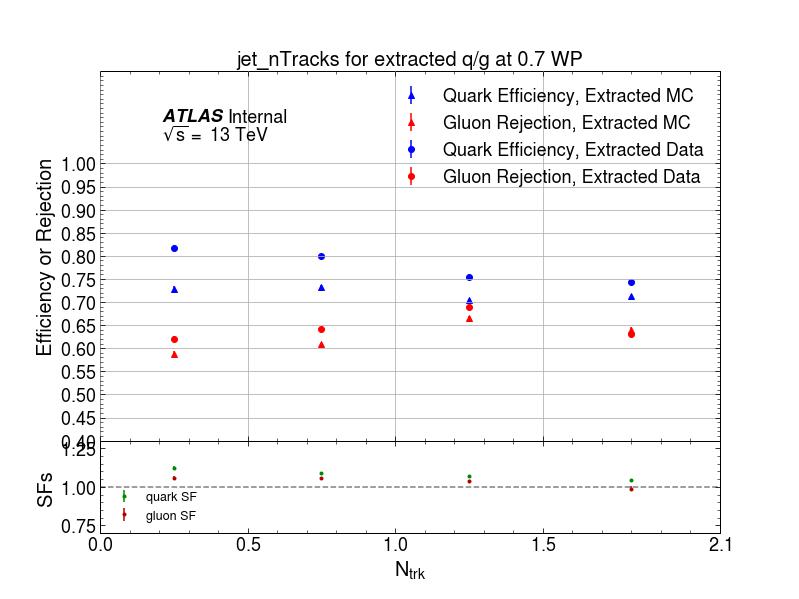 jet_nTracks for extracted q/g at 0.7 WP
ATLAS Internal
√s = 13 TeV
Quark Efficiency, Extracted MC
Gluon Rejection, Extracted MC
Quark Efficiency, Extracted Data
Gluon Rejection, Extracted Data
Efficiency or Rejection
1.00
0.95
0.90
0.85
0.80
0.75
0.70
0.65
0.60
0.55
0.50
0.45
0.40
SFs
1.25
1.00
0.75
quark SF
gluon SF
0.0 0.5 1.0 1.5 2.1
N_trk